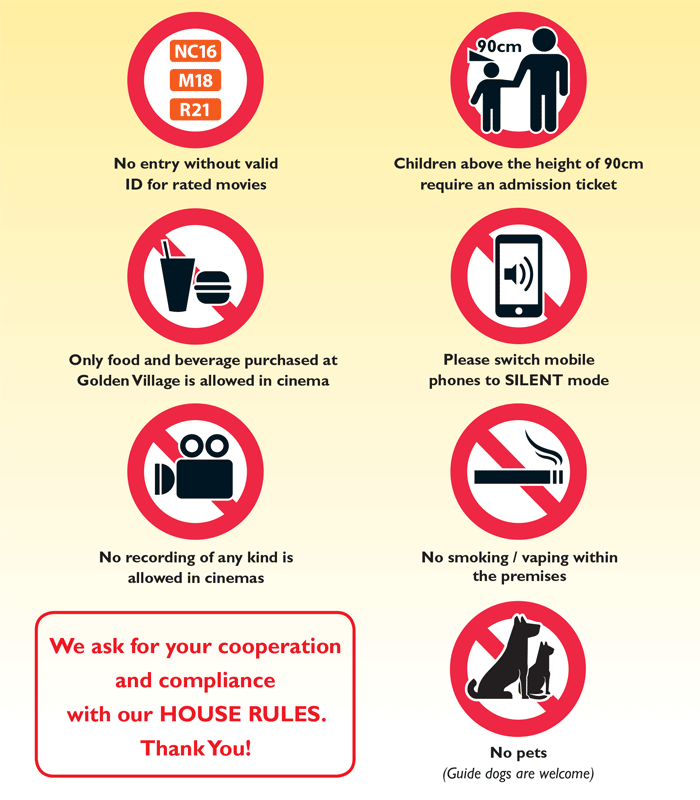 NC16
M18
R21
No entry without valid
ID for rated movies
90cm
Children above the height of 90cm
require an admission ticket
Only food and beverage purchased at
Golden Village is allowed in cinema
Please switch mobile
phones to SILENT mode
No recording of any kind is
allowed in cinemas
No smoking / vaping within
the premises
We ask for your cooperation
and compliance
with our HOUSE RULES.
Thank You!
No pets
(Guide dogs are welcome)